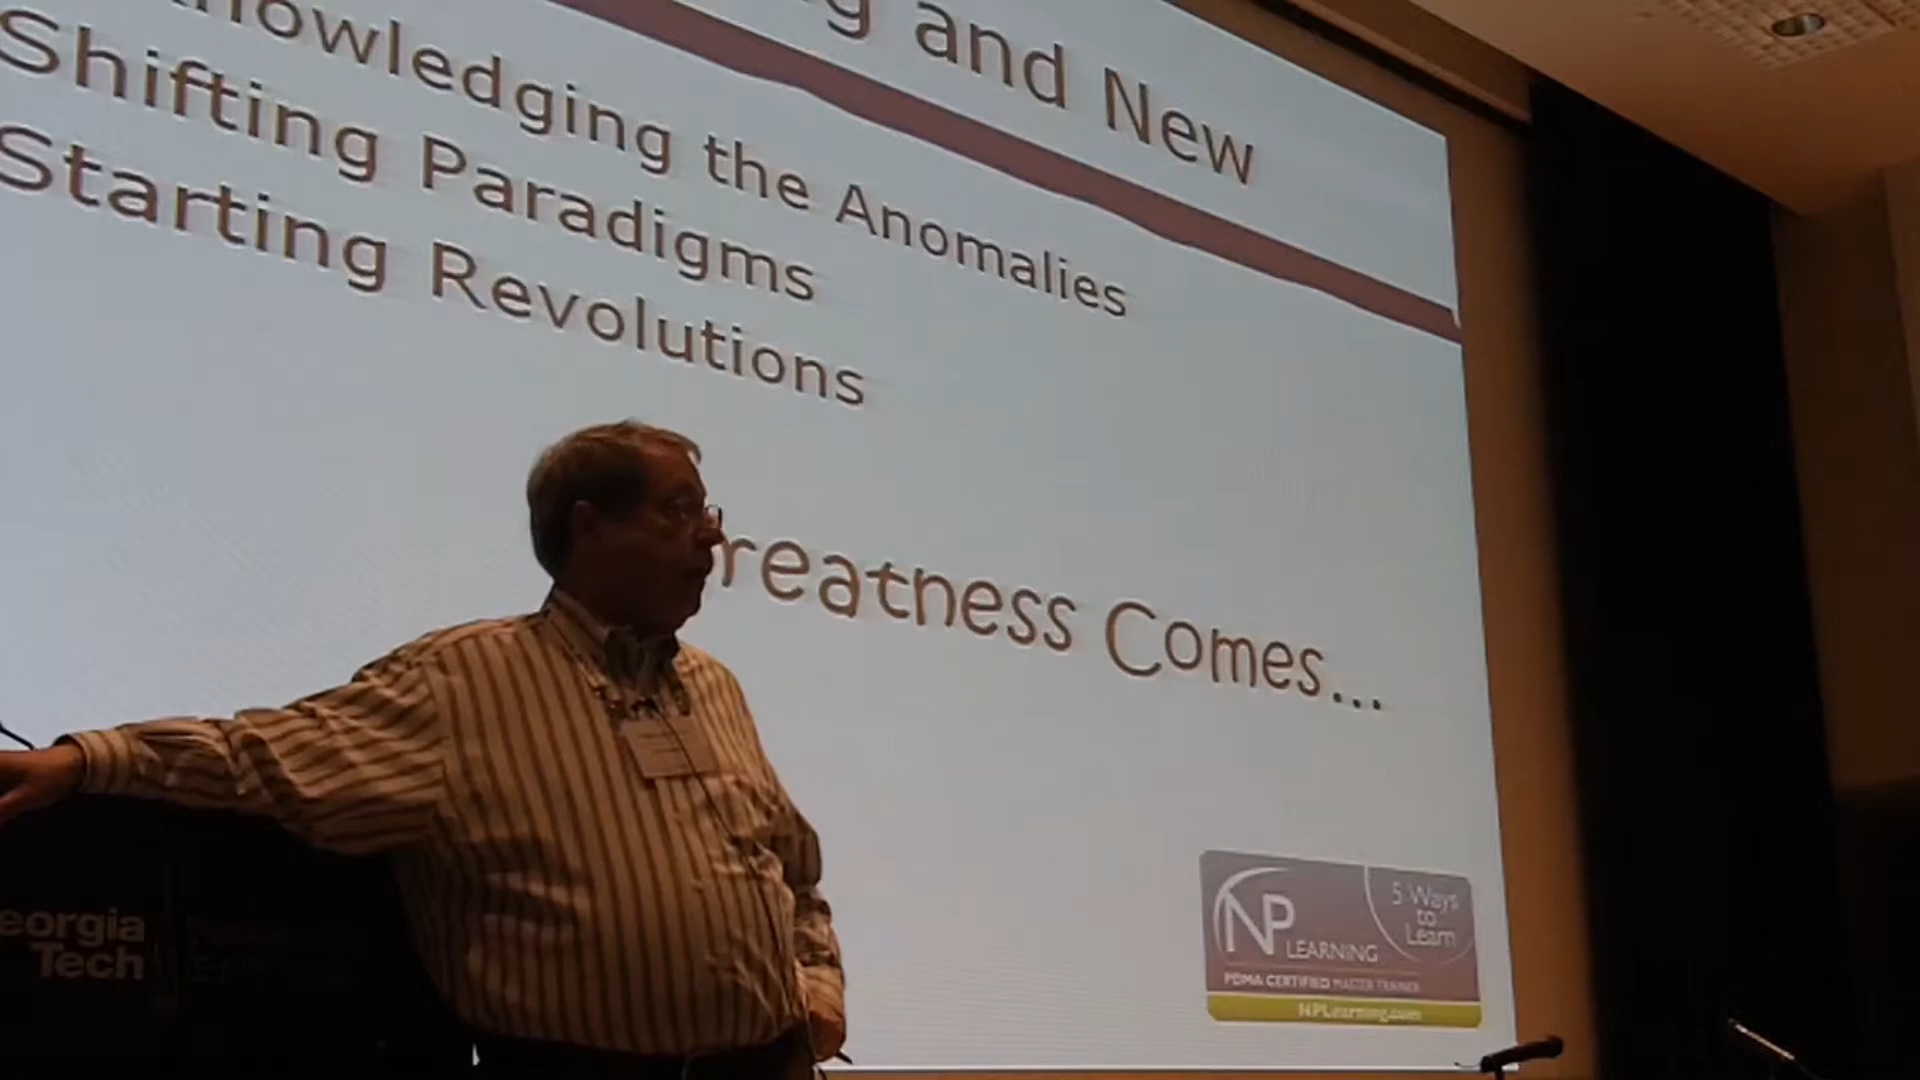 g and New
nowledging the Anomalies
Shifting Paradigms
Starting Revolutions
reatness Comes...
NP LEARNING
5 Ways
to
Learn
PDMA CERTIFIED MASTER TRAINER
NPLearning.com
eorgia
Tech